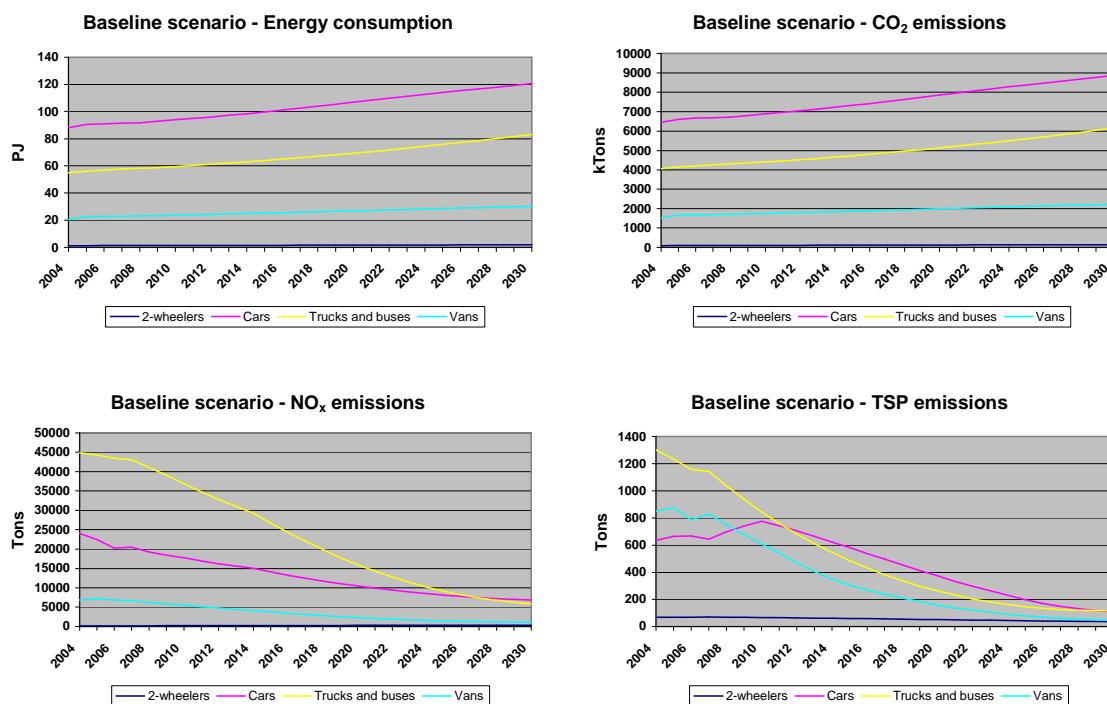 Baseline scenario - Energy consumption
140
120
100
80
60
40
20
0
PJ
2004 2006 2008 2010 2012 2014 2016 2018 2020 2022 2024 2026 2028 2030
2-wheelers Cars Trucks and buses Vans
Baseline scenario - CO₂ emissions
10000
9000
8000
7000
6000
5000
4000
3000
2000
1000
0
kTons
2004 2006 2008 2010 2012 2014 2016 2018 2020 2022 2024 2026 2028 2030
2-wheelers Cars Trucks and buses Vans
Baseline scenario - NOₓ emissions
50000
45000
40000
35000
30000
25000
20000
15000
10000
5000
0
Tons
2004 2006 2008 2010 2012 2014 2016 2018 2020 2022 2024 2026 2028 2030
2-wheelers Cars Trucks and buses Vans
Baseline scenario - TSP emissions
1400
1200
1000
800
600
400
200
0
Tons
2004 2006 2008 2010 2012 2014 2016 2018 2020 2022 2024 2026 2028 2030
2-wheelers Cars Trucks and buses Vans